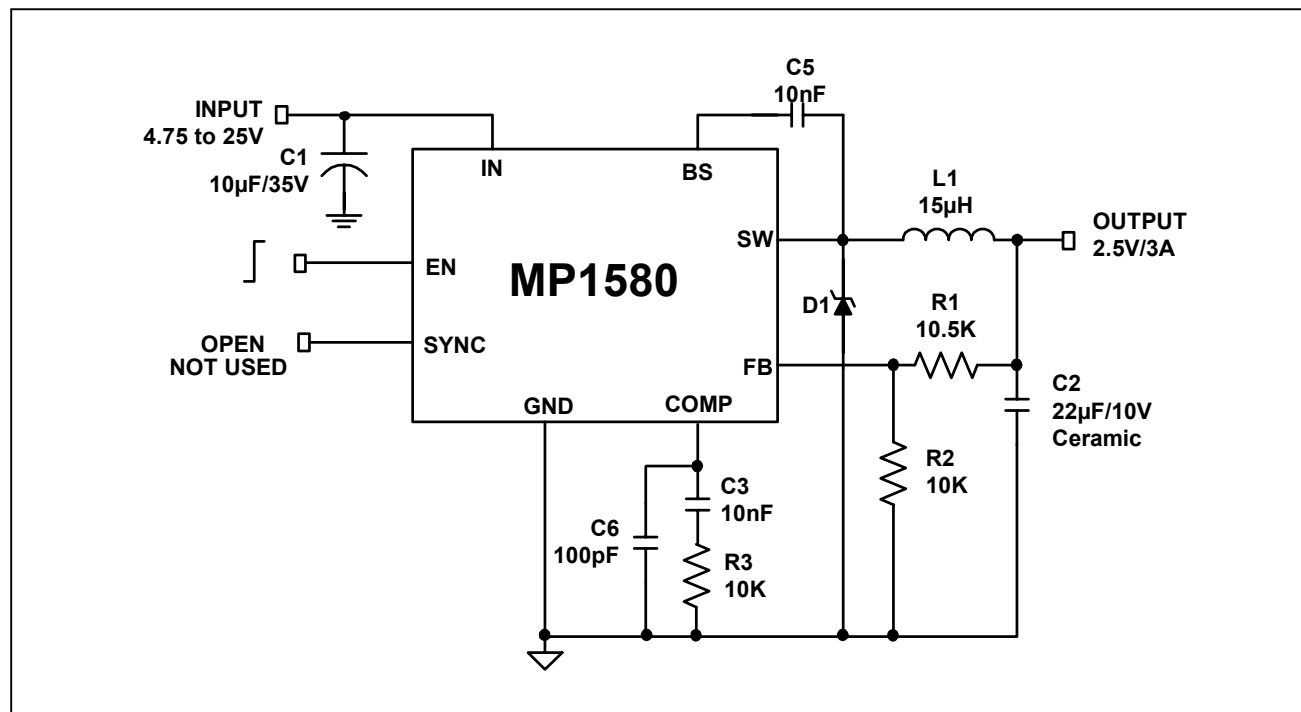 C5
10nF
INPUT
4.75 to 25V
C1
10µF/35V
IN
BS
L1
15µH
SW
OUTPUT
2.5V/3A
EN
MP1580
D1
R1
10.5K
OPEN
NOT USED
SYNC
FB
C2
22µF/10V
Ceramic
GND
COMP
R2
10K
C3
10nF
C6
100pF
R3
10K